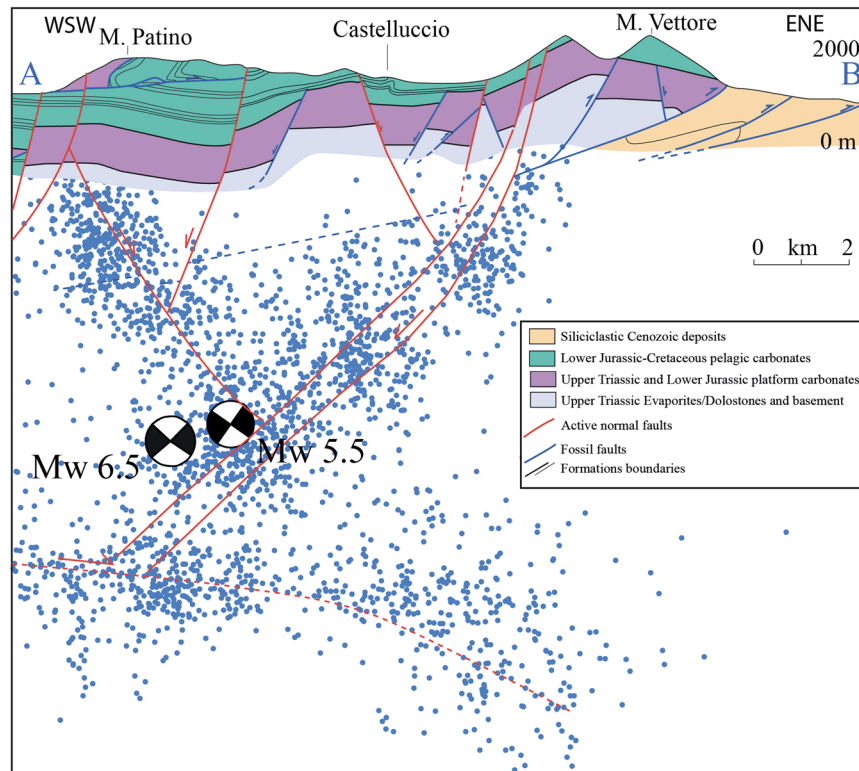 WSW
M. Patino
Castelluccio
M. Vettore
ENE
2000
A
B
0 m
0 km 2
Siliciclastic Cenozoic deposits
Lower Jurassic-Cretaceous pelagic carbonates
Upper Triassic and Lower Jurassic platform carbonates
Upper Triassic Evaporites/Dolostones and basement
Active normal faults
Fossil faults
Formations boundaries
Mw 6.5
Mw 5.5